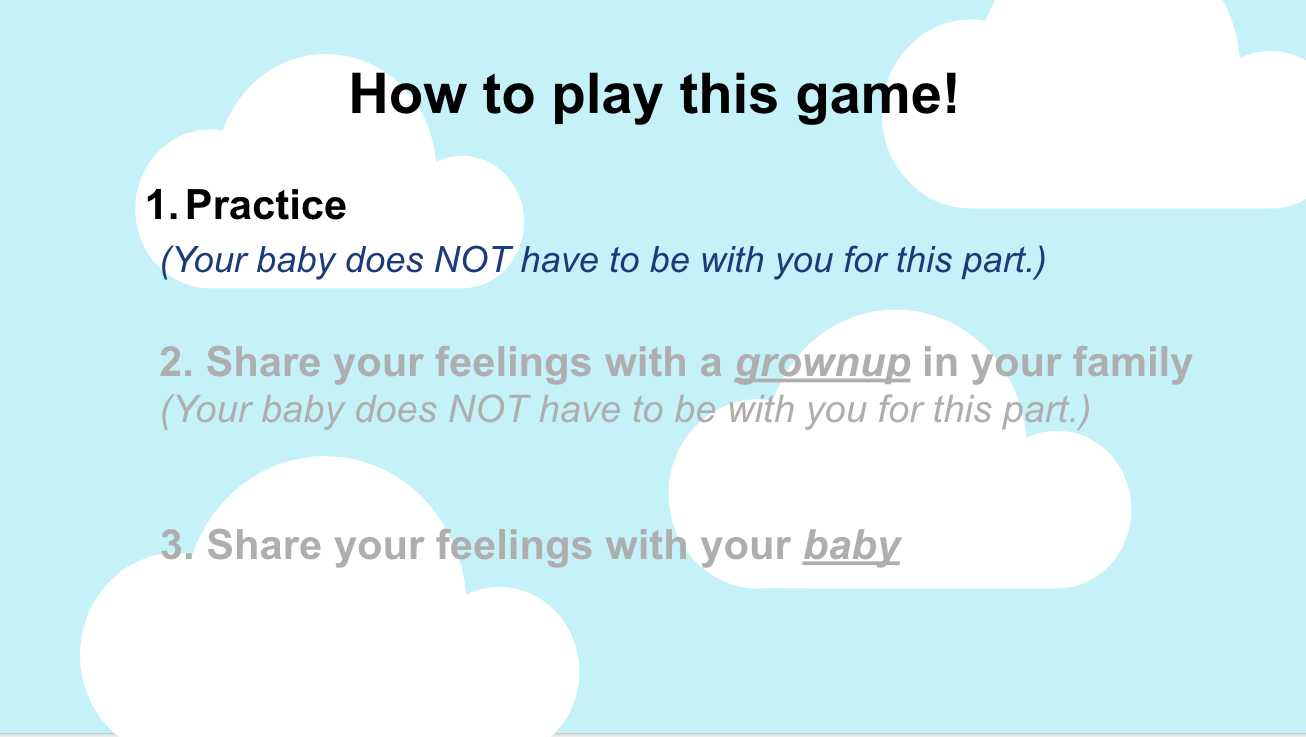 How to play this game!
1. Practice
(Your baby does NOT have to be with you for this part.)
2. Share your feelings with a grownup in your family
(Your baby does NOT have to be with you for this part.)
3. Share your feelings with your baby